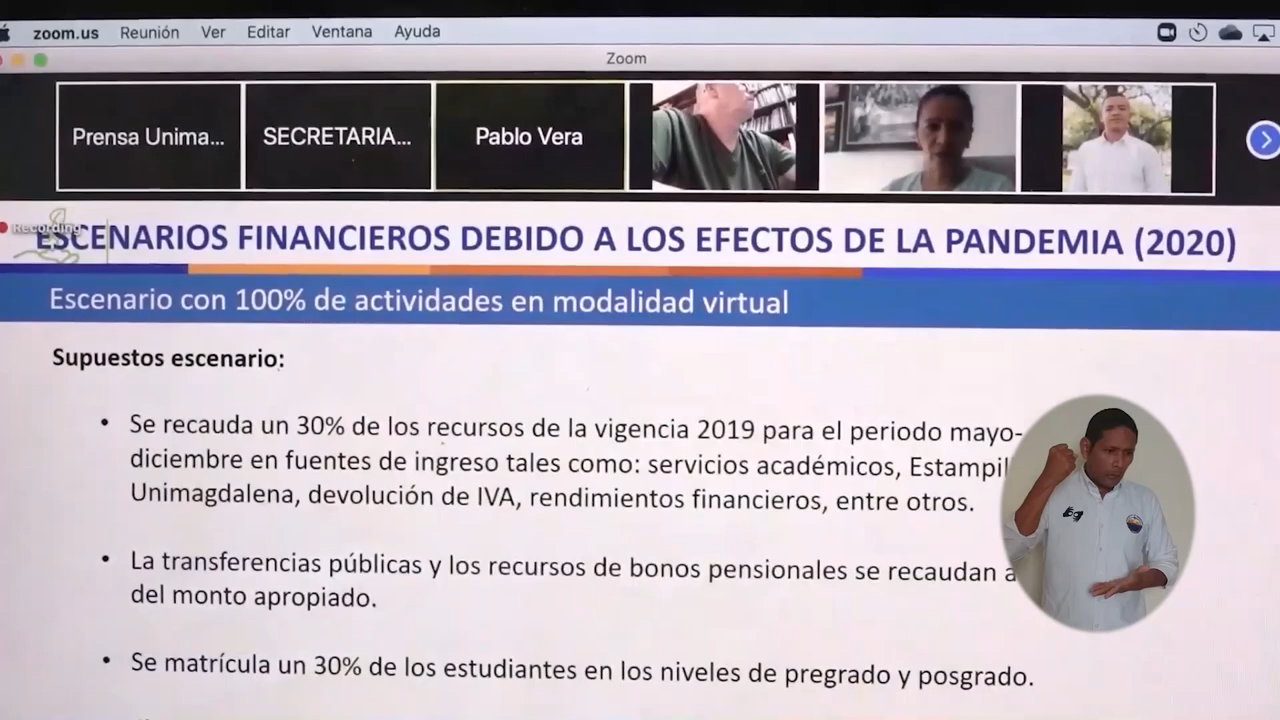 zoom.us Reunión Ver Editar Ventana Ayuda
Zoom
Prensa Unima... SECRETARIA... Pablo Vera
Recording
ESCENARIOS FINANCIEROS DEBIDO A LOS EFECTOS DE LA PANDEMIA (2020)
Escenario con 100% de actividades en modalidad virtual
Supuestos escenario:
• Se recauda un 30% de los recursos de la vigencia 2019 para el periodo mayo-
diciembre en fuentes de ingreso tales como: servicios académicos,
Unimagdalena, devolución de IVA, rendimientos financieros, entre otros.
• La transferencias públicas y los recursos de bonos pensionales se recaudan
del monto apropiado.
• Se matrícula un 30% de los estudiantes en los niveles de pregrado y posgrado.